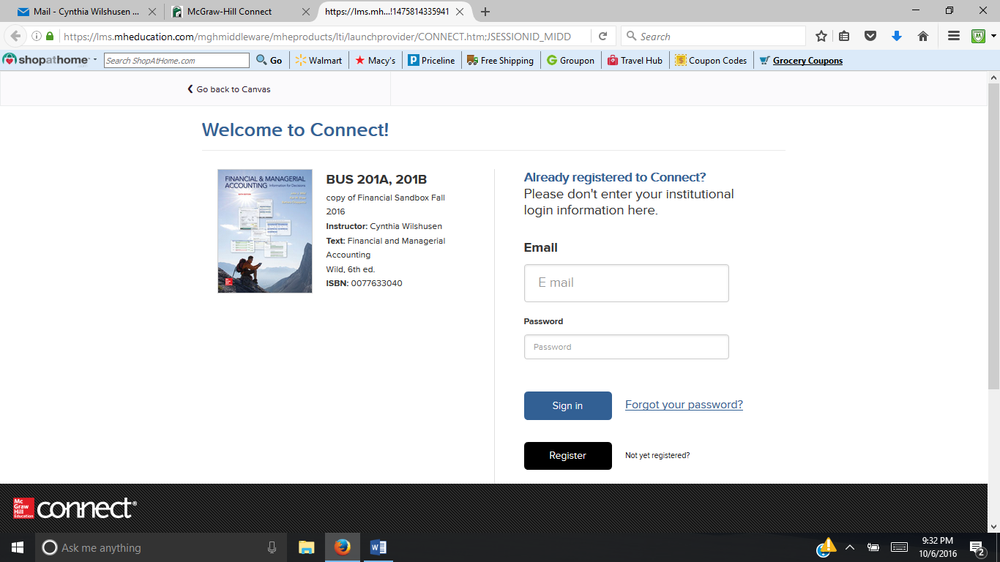 Mail - Cynthia Wilshusen ...
McGraw-Hill Connect
https://lms.mh...!1475814335941
https://lms.mheducation.com/mghmiddleware/mheproducts/lti/launchprovider/CONNECT.htm;JSESSIONID_MIDD
Search
shopathome
Search ShopAtHome.com
Go
Walmart
Macy's
Priceline
Free Shipping
Groupon
Travel Hub
Coupon Codes
Grocery Coupons
Go back to Canvas
Welcome to Connect!
FINANCIAL & MANAGERIAL
ACCOUNTING Information for Decisions
BUS 201A, 201B
copy of Financial Sandbox Fall
2016
Instructor: Cynthia Wilshusen
Text: Financial and Managerial
Accounting
Wild, 6th ed.
ISBN: 0077633040
Already registered to Connect?
Please don't enter your institutional
login information here.
Email
E mail
Password
Password
Sign in
Forgot your password?
Register
Not yet registered?
Mc
Graw
Hill
Education
connect®
Ask me anything
9:32 PM
10/6/2016
2